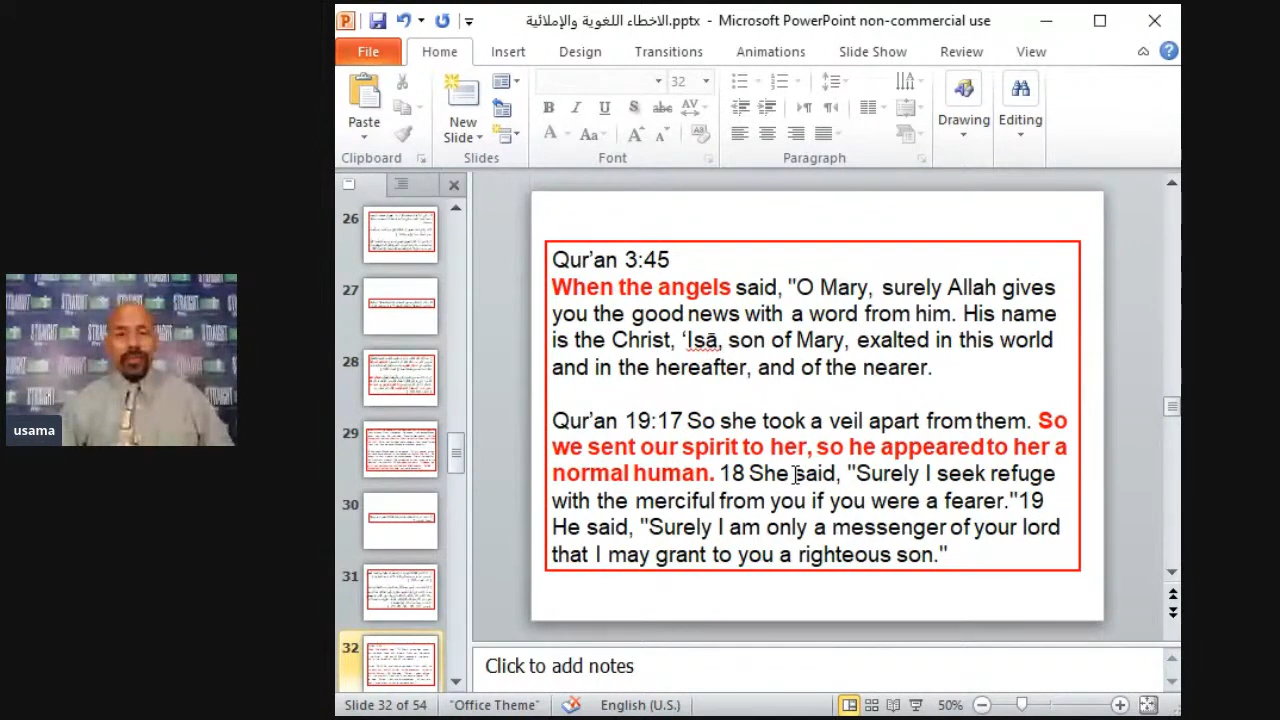 الاخطاء اللغوية والإملائية.pptx - Microsoft PowerPoint non-commercial use
File Home Insert Design Transitions Animations Slide Show Review View
32
Paste
New
Slide
Drawing
Editing
Clipboard Slides Font Paragraph
26
27
28
29
30
31
32
Qur’an 3:45
When the angels said, "O Mary, surely Allah gives
you the good news with a word from him. His name
is the Christ, ‘Isā, son of Mary, exalted in this world
and in the hereafter, and of the nearer.
Qur’an 19:17 So she took a veil apart from them. So
we sent our spirit to her, so he appeared to her a
normal human. 18 She said, "Surely I seek refuge
with the merciful from you if you were a fearer."19
He said, "Surely I am only a messenger of your lord
that I may grant to you a righteous son."
STRAIGHT
usama
Click to add notes
Slide 32 of 54 "Office Theme" English (U.S.) 50%